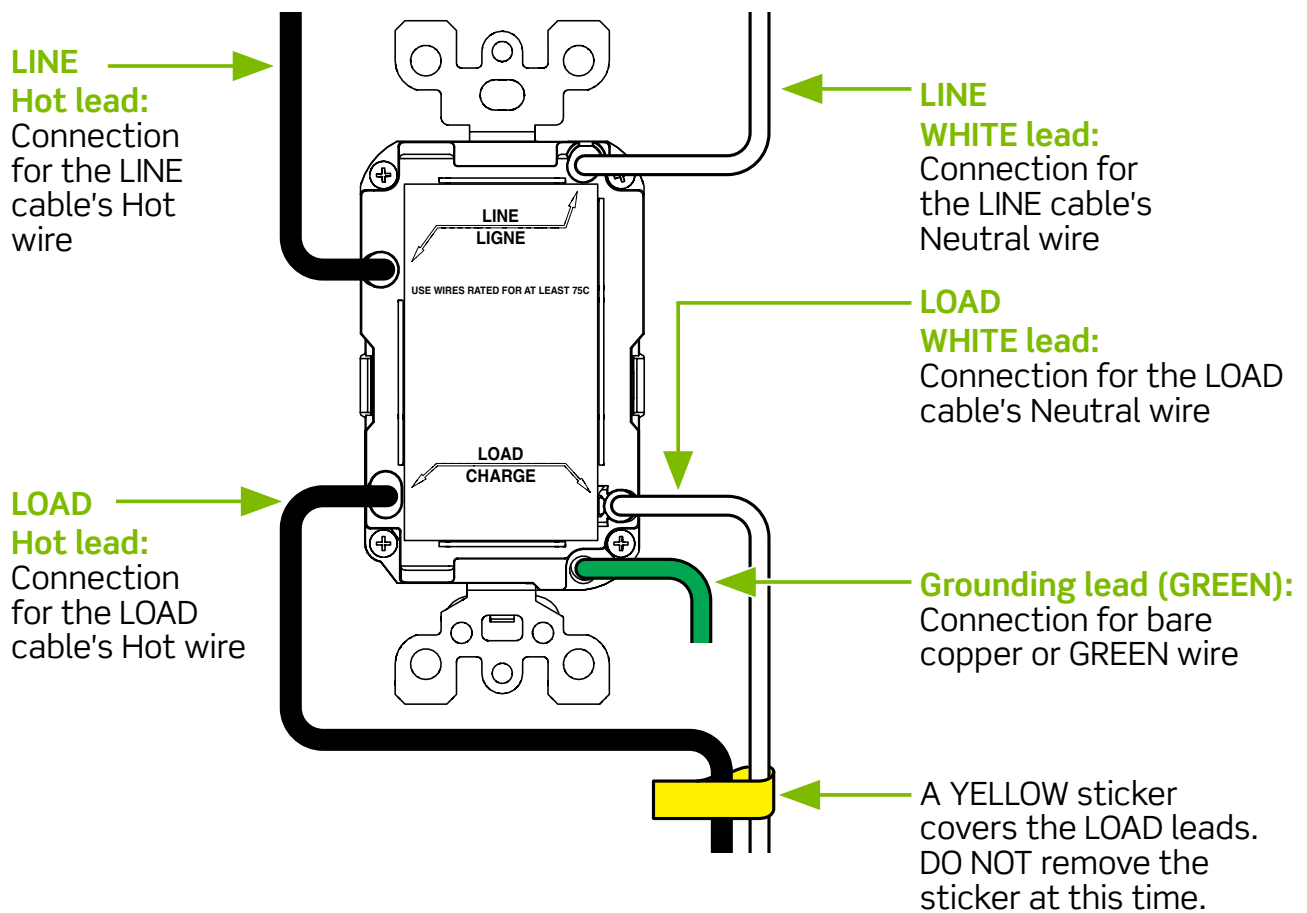 LINE
Hot lead:
Connection
for the LINE
cable's Hot
wire
LINE
WHITE lead:
Connection for
the LINE cable's
Neutral wire
LINE
LIGNE
USE WIRES RATED FOR AT LEAST 75C
LOAD
WHITE lead:
Connection for the LOAD
cable's Neutral wire
LOAD
CHARGE
LOAD
Hot lead:
Connection
for the LOAD
cable's Hot wire
Grounding lead (GREEN):
Connection for bare
copper or GREEN wire
A YELLOW sticker
covers the LOAD leads.
DO NOT remove the
sticker at this time.